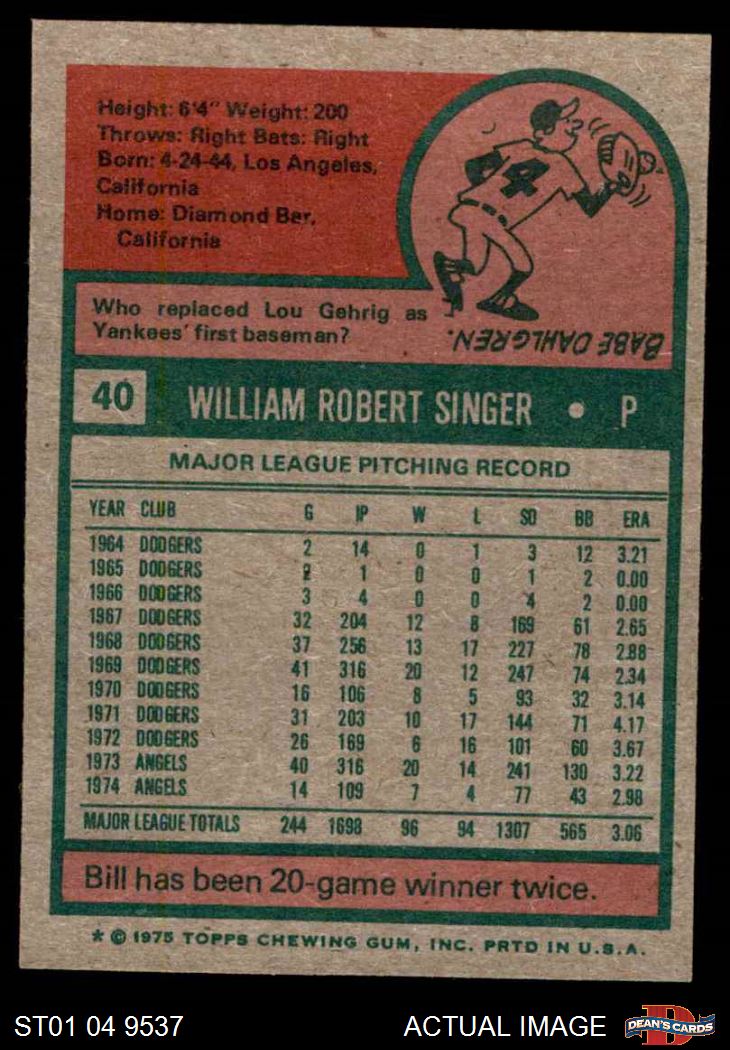 Height: 6'4" Weight: 200
Throws: Right Bats: Right
Born: 4-24-44, Los Angeles,
California
Home: Diamond Bar,
California
Who replaced Lou Gehrig as
Yankees' first baseman?
BABE DAHLGREN.
40 WILLIAM ROBERT SINGER • P
MAJOR LEAGUE PITCHING RECORD
YEAR CLUB G IP W L SO BB ERA
1964 DODGERS 2 14 0 1 3 12 3.21
1965 DODGERS 2 1 0 0 1 2 0.00
1966 DODGERS 3 4 0 0 4 2 0.00
1967 DODGERS 32 204 12 8 169 61 2.65
1968 DODGERS 37 256 13 17 227 78 2.88
1969 DODGERS 41 316 20 12 247 74 2.34
1970 DODGERS 16 106 8 5 93 32 3.14
1971 DODGERS 31 203 10 17 144 71 4.17
1972 DODGERS 26 169 6 16 101 60 3.67
1973 ANGELS 40 316 20 14 241 130 3.22
1974 ANGELS 14 109 7 4 77 43 2.98
MAJOR LEAGUE TOTALS 244 1698 96 94 1307 565 3.06
Bill has been 20-game winner twice.
* © 1975 TOPPS CHEWING GUM, INC. PRTD IN U.S.A.
ST01 04 9537 ACTUAL IMAGE D DEAN'S CARDS